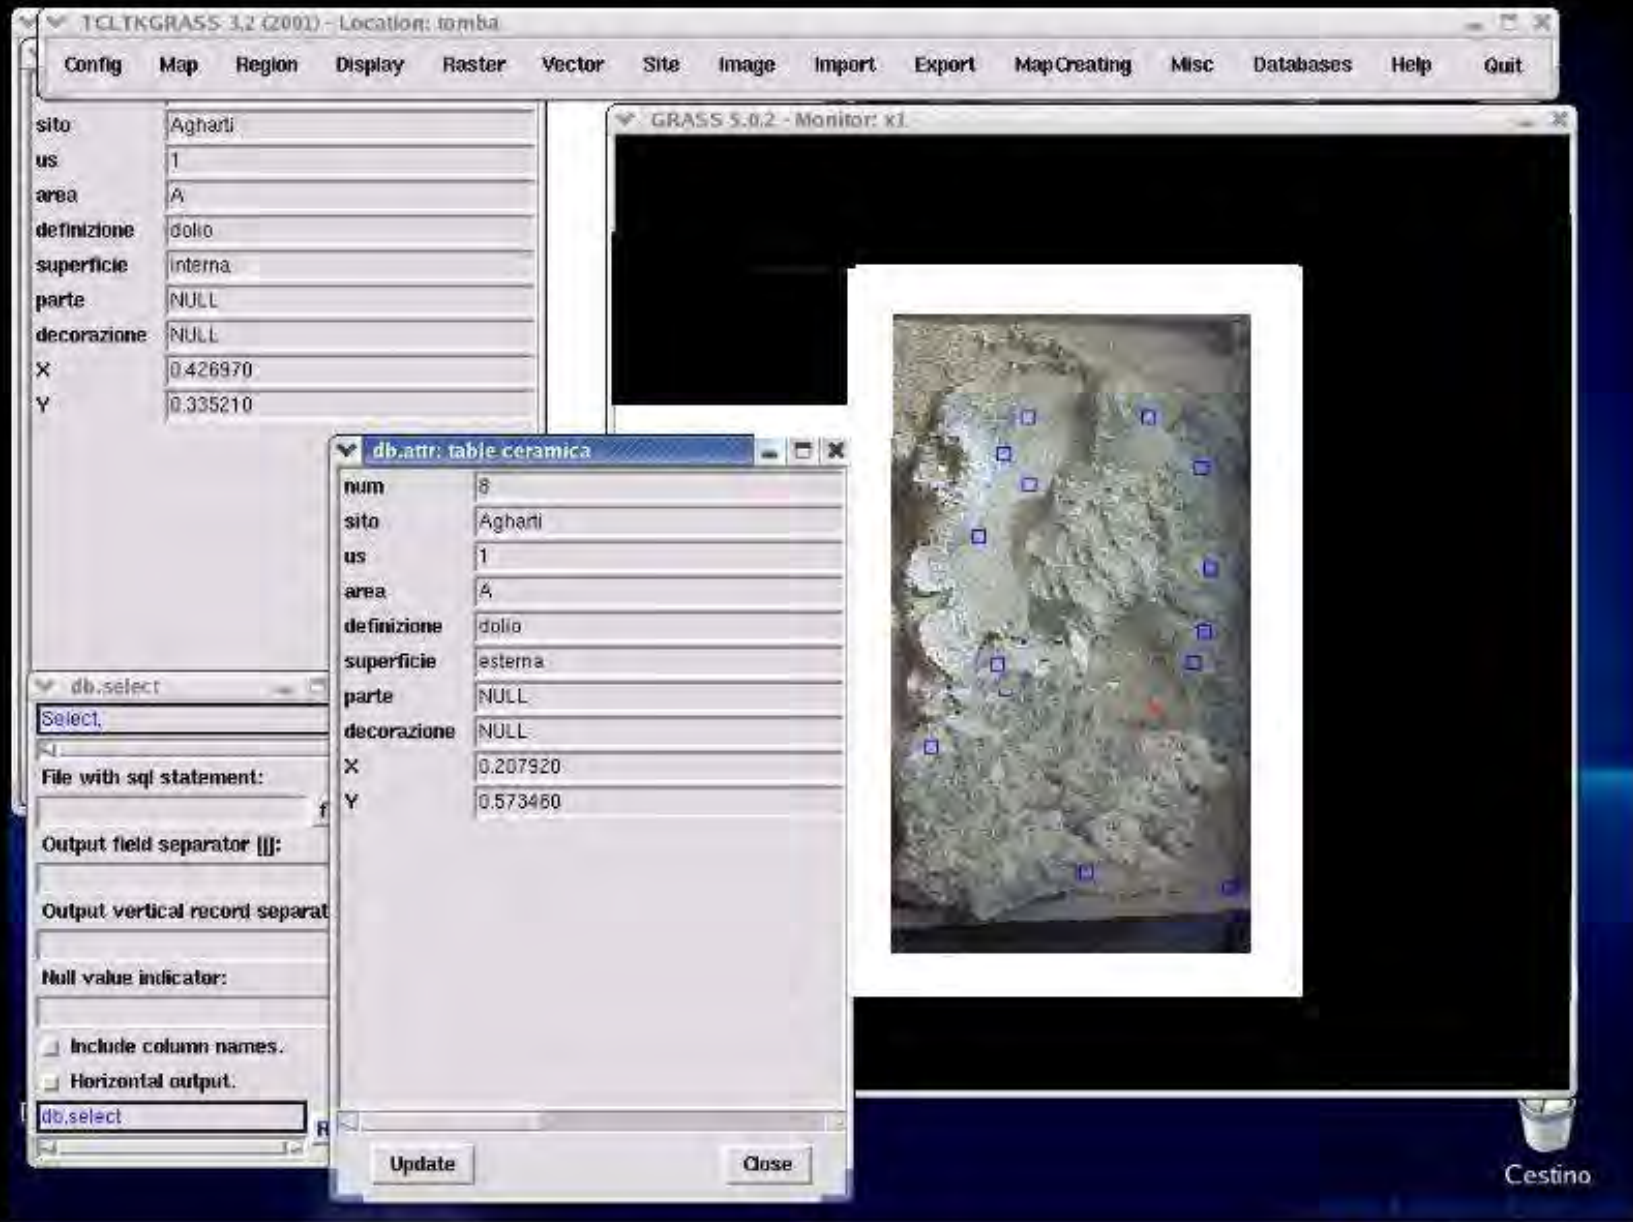 TCLTKGRASS 3.2 (2001) - Location: tomba
Config Map Region Display Raster Vector Site Image Import Export MapCreating Misc Databases Help Quit
sito Agharti
us 1
area A
definizione dolio
superficie interna
parte NULL
decorazione NULL
X 0.426970
Y 0.335210
GRASS 5.0.2 - Monitor: x1
db.attr: table ceramica
num 8
sito Agharti
us 1
area A
definizione dolio
superficie esterna
parte NULL
decorazione NULL
X 0.207920
Y 0.573460
Update Close
db.select
Select,
File with sql statement:
f
Output field separator [|]:
Output vertical record separat
Null value indicator:
Include column names.
Horizontal output.
db.select
R
Cestino